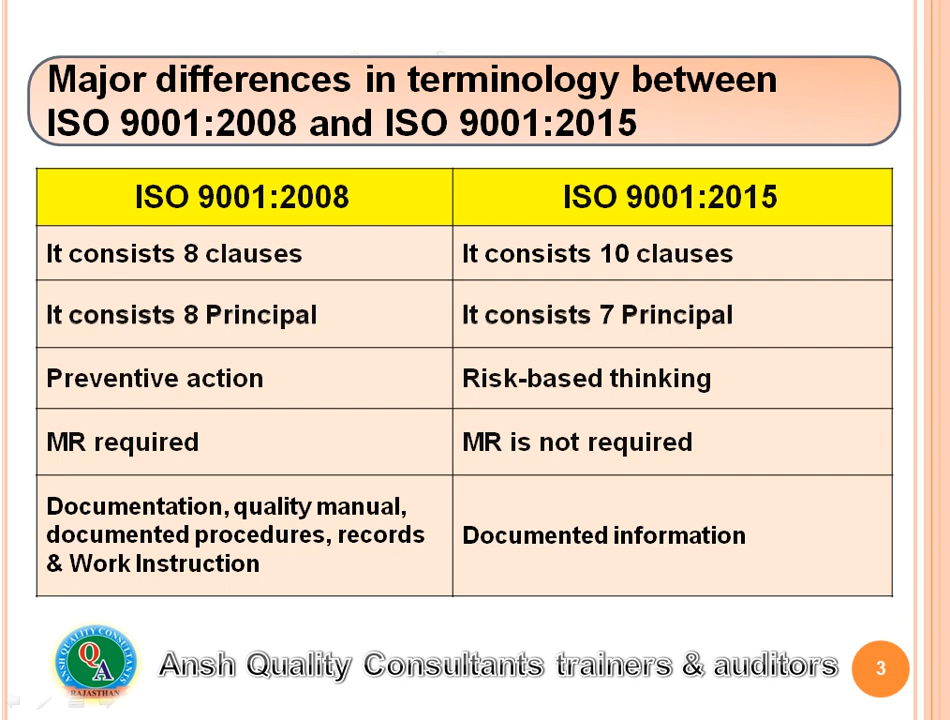 Major differences in terminology between
ISO 9001:2008 and ISO 9001:2015
ISO 9001:2008
ISO 9001:2015
It consists 8 clauses
It consists 10 clauses
It consists 8 Principal
It consists 7 Principal
Preventive action
Risk-based thinking
MR required
MR is not required
Documentation, quality manual,
documented procedures, records
& Work Instruction
Documented information
ANSH QUALITY CONSULTANTS
QA
RAJASTHAN
Ansh Quality Consultants trainers & auditors
3